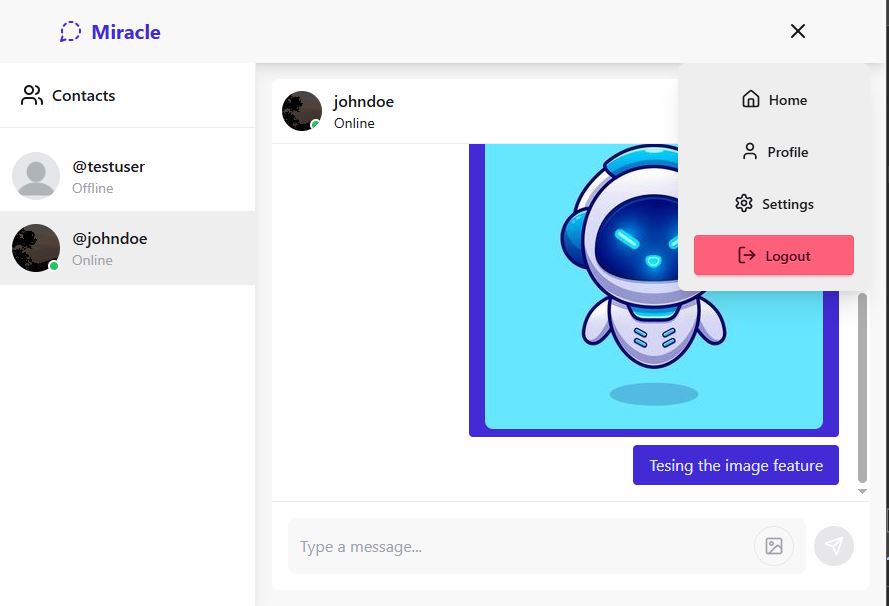 Miracle
Contacts
@testuser
Offline
@johndoe
Online
johndoe
Online
Home
Profile
Settings
Logout
Tesing the image feature
Type a message...